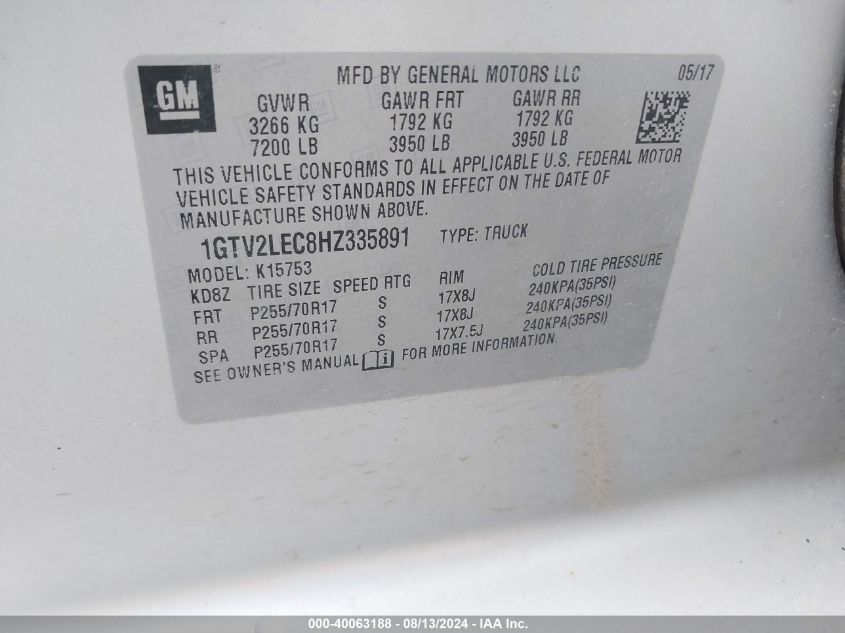 GM®
MFD BY GENERAL MOTORS LLC 05/17
GVWR GAWR FRT GAWR RR
3266 KG 1792 KG 1792 KG
7200 LB 3950 LB 3950 LB
THIS VEHICLE CONFORMS TO ALL APPLICABLE U.S. FEDERAL MOTOR
VEHICLE SAFETY STANDARDS IN EFFECT ON THE DATE OF
MANUFACTURE SHOWN ABOVE.
1GTV2LEC8HZ335891 TYPE: TRUCK
MODEL: K15753
KD8Z TIRE SIZE SPEED RTG RIM COLD TIRE PRESSURE
FRT P255/70R17 S 17X8J 240KPA(35PSI)
RR P255/70R17 S 17X8J 240KPA(35PSI)
SPA P255/70R17 S 17X7.5J 240KPA(35PSI)
SEE OWNER'S MANUAL i FOR MORE INFORMATION.
000-40063188 - 08/13/2024 - IAA Inc.